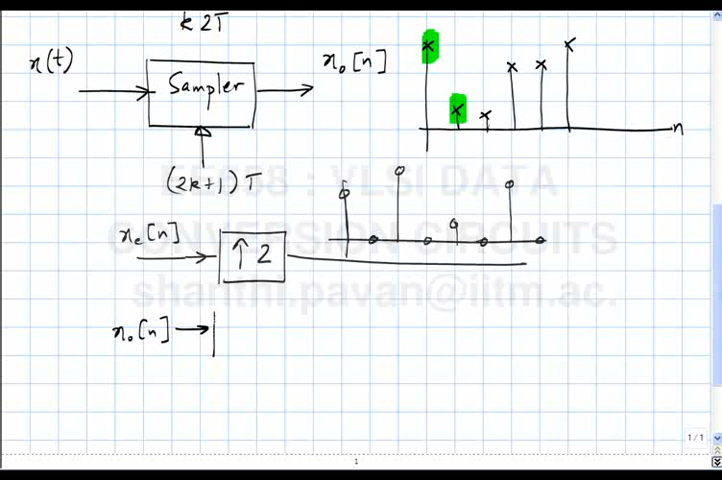 k 2T
x(t)
Sampler
x₀[n]
n
(2k+1) T
EE658 : VLSI DATA
CONVERSION CIRCUITS
shanthi.pavan@iitm.ac.
xₑ[n]
↑ 2
x₀[n] →
1/1
1